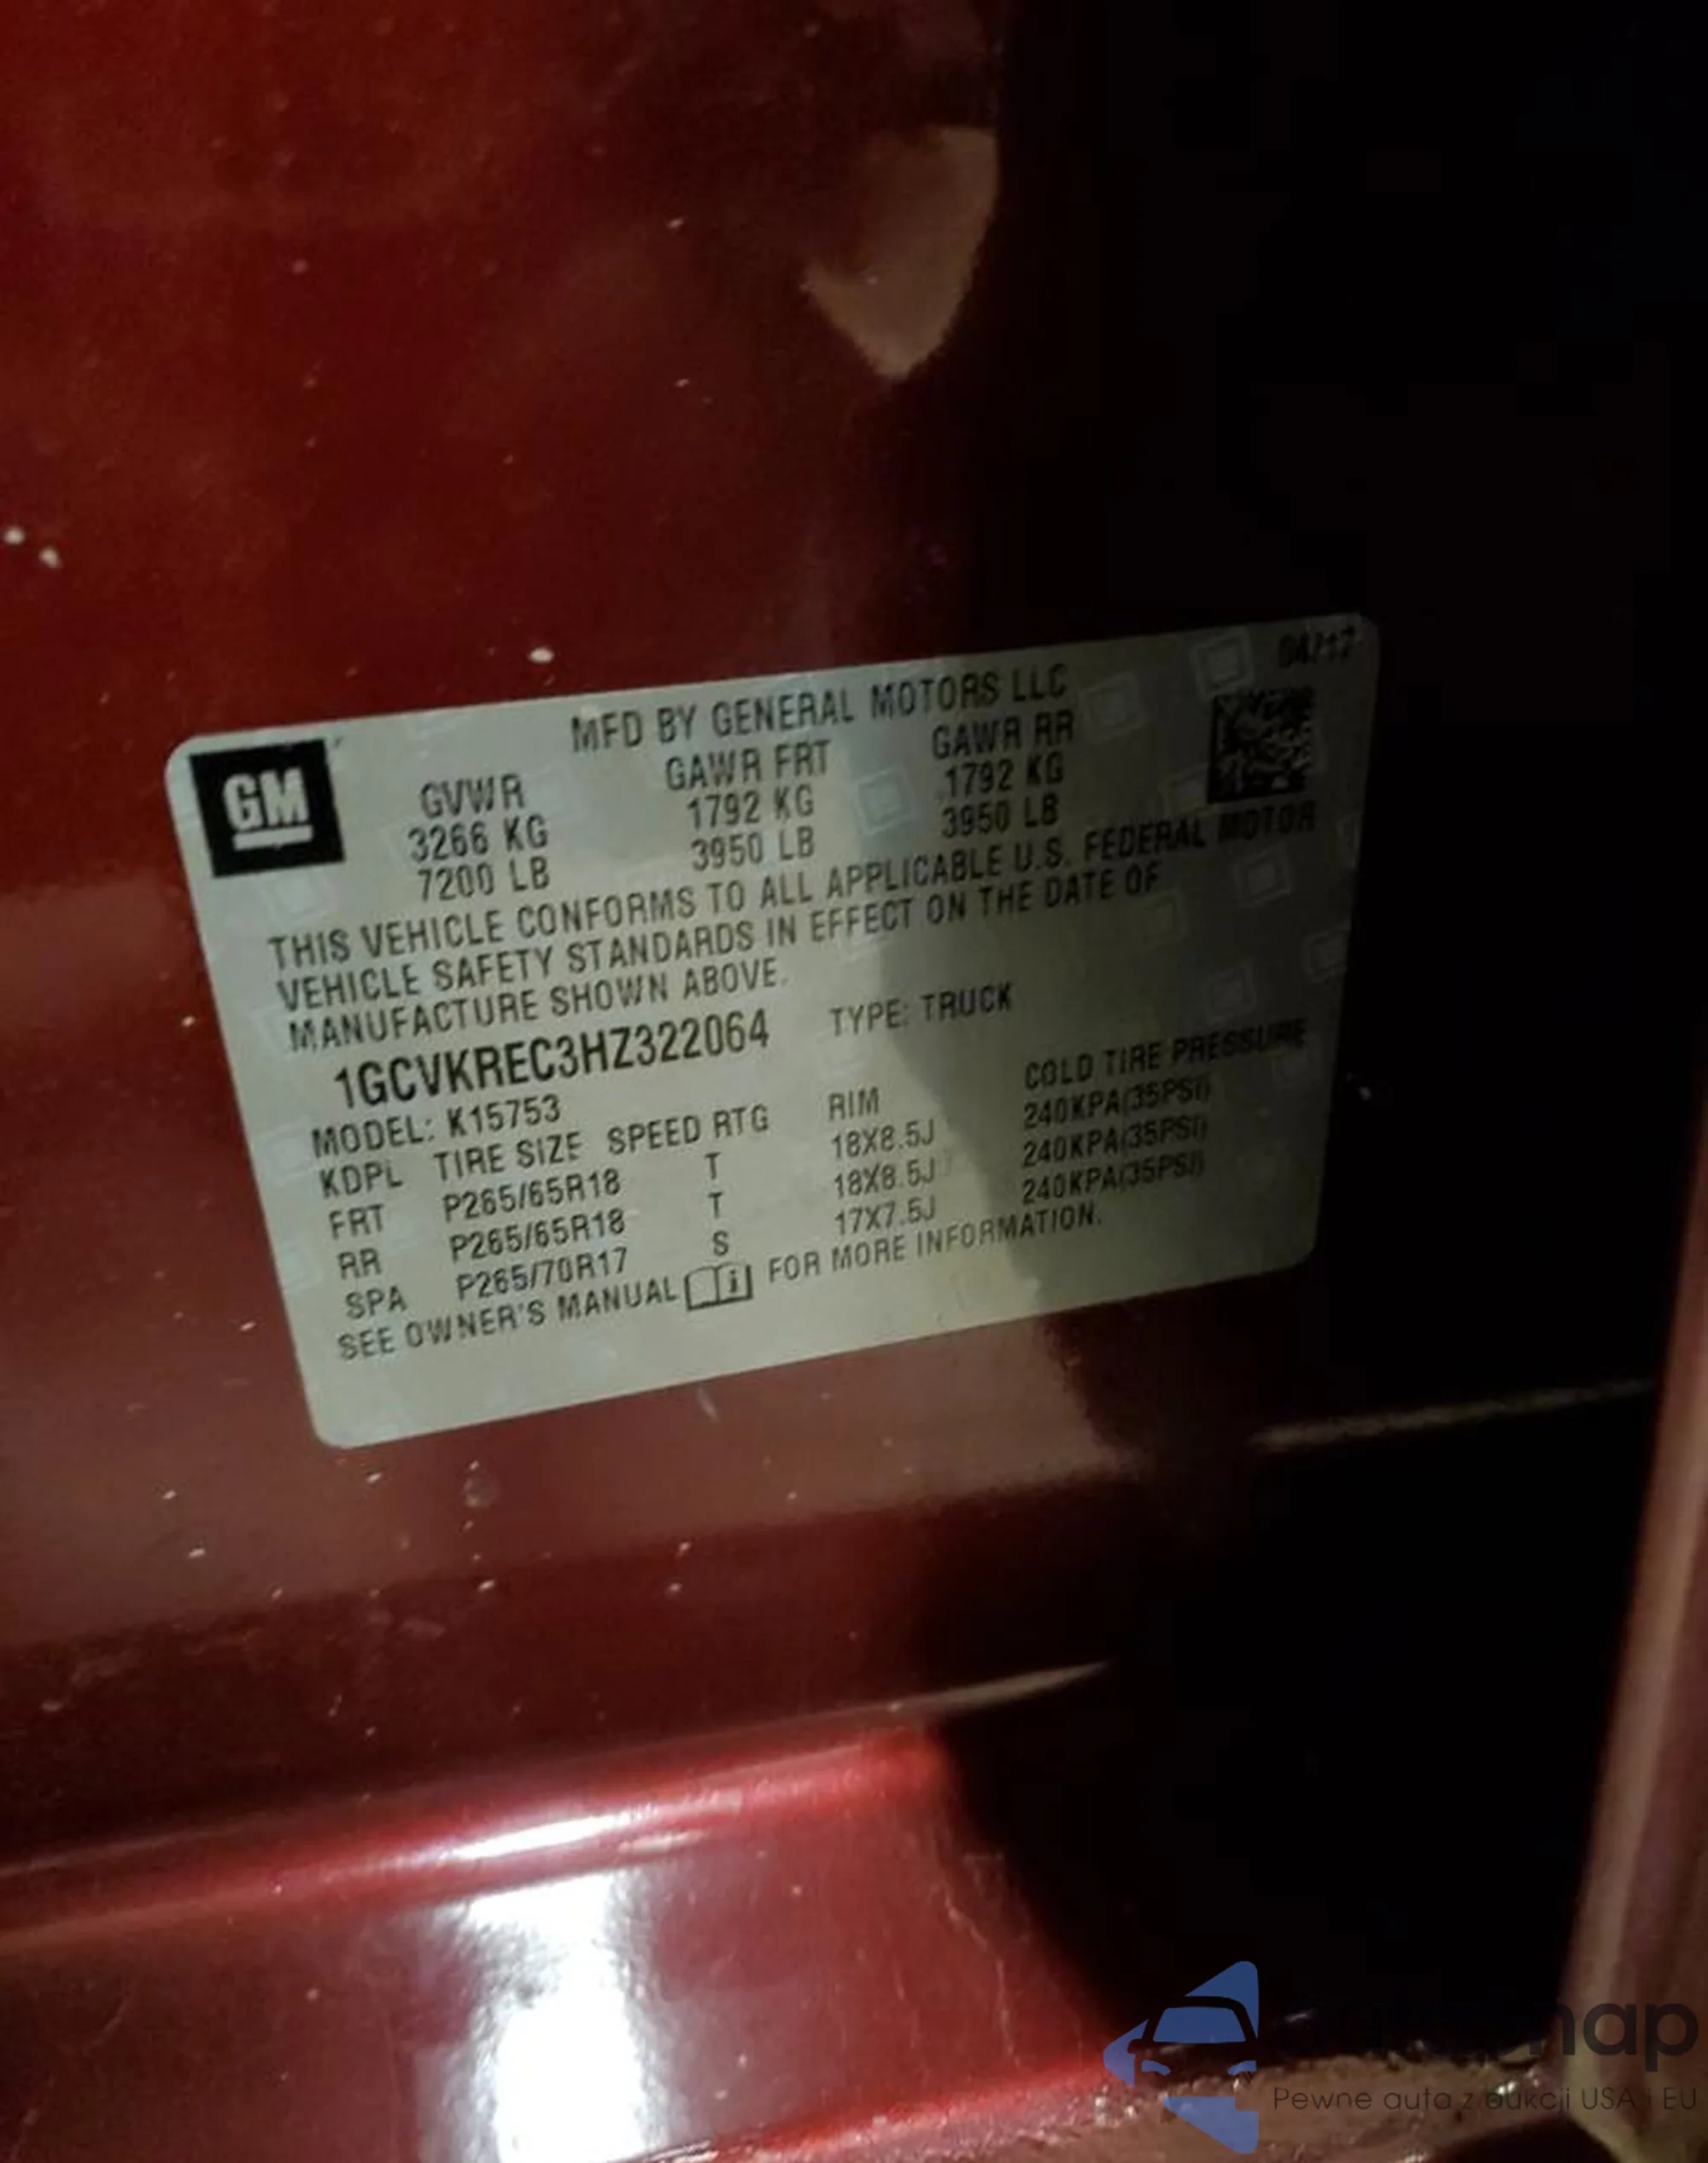 04/17
MFD BY GENERAL MOTORS LLC
GM
GVWR GAWR FRT GAWR RR
3266 KG 1792 KG 1792 KG
7200 LB 3950 LB 3950 LB
THIS VEHICLE CONFORMS TO ALL APPLICABLE U.S. FEDERAL MOTOR
VEHICLE SAFETY STANDARDS IN EFFECT ON THE DATE OF
MANUFACTURE SHOWN ABOVE.
1GCVKREC3HZ322064 TYPE: TRUCK
MODEL: K15753
KDPL TIRE SIZE SPEED RTG RIM COLD TIRE PRESSURE
FRT P265/65R18 T 18X8.5J 240KPA(35PSI)
RR P265/65R18 T 18X8.5J 240KPA(35PSI)
SPA P265/70R17 S 17X7.5J 240KPA(35PSI)
SEE OWNER'S MANUAL FOR MORE INFORMATION.
Pewne auta z aukcji USA i EU